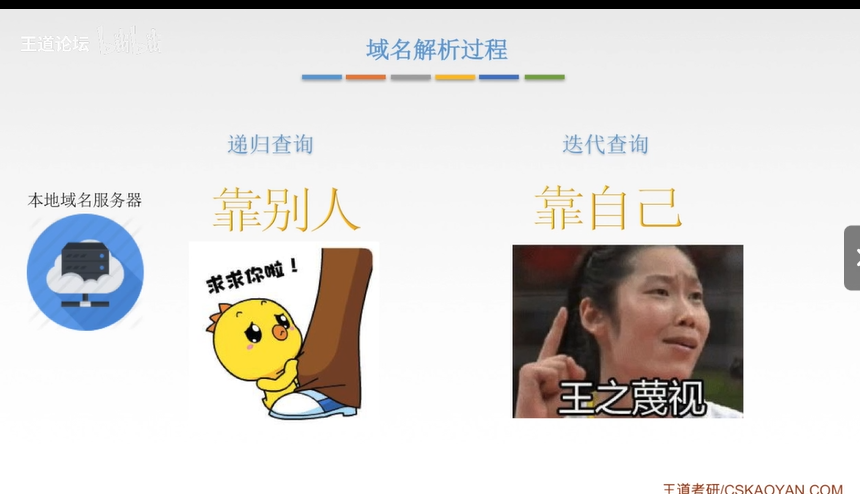 王道论坛
域名解析过程
递归查询
迭代查询
本地域名服务器
靠别人
靠自己
求求你啦！
王之蔑视
王道考研/CSKAOYAN.COM